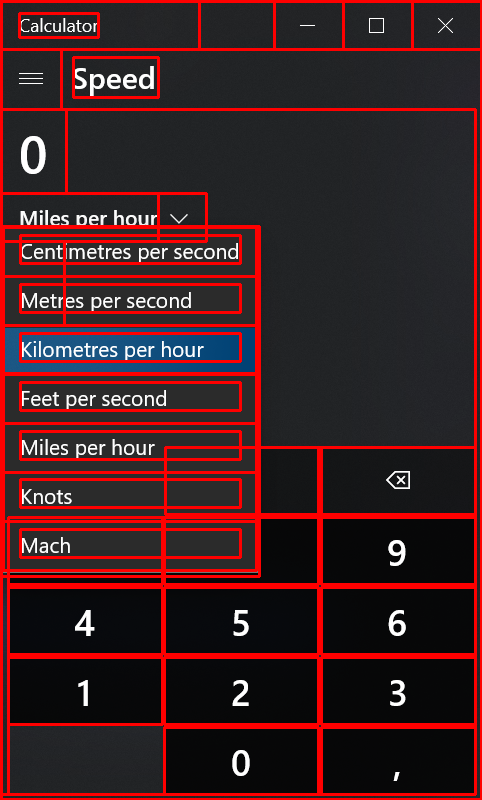 Calculator
Speed
0
Miles per hour
Centimetres per second
Metres per second
Kilometres per hour
Feet per second
Miles per hour
Knots
Mach
9
4 5 6
1 2 3
0 ,